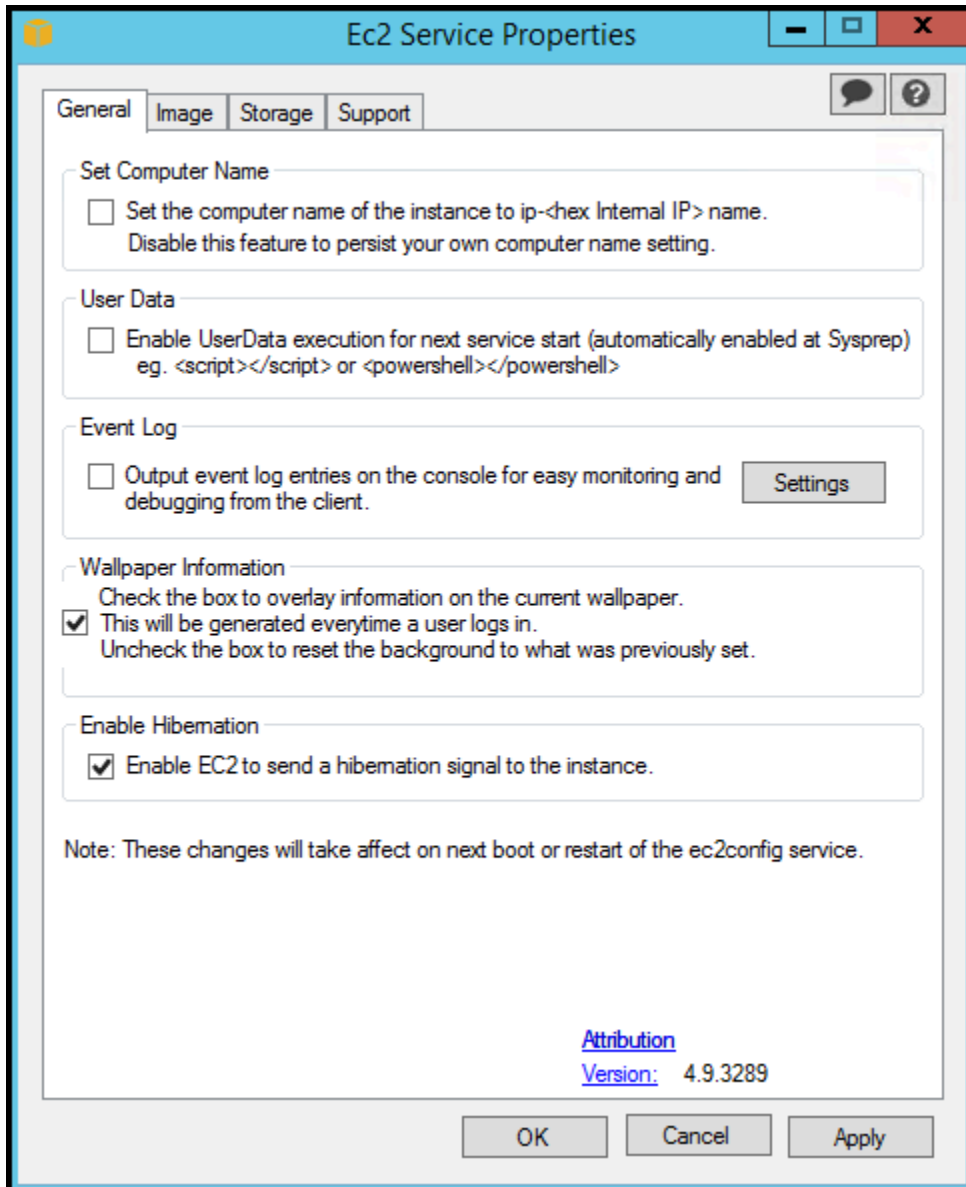 Ec2 Service Properties
General
Image
Storage
Support
Set Computer Name
Set the computer name of the instance to ip-<hex Internal IP> name.
Disable this feature to persist your own computer name setting.
User Data
Enable UserData execution for next service start (automatically enabled at Sysprep)
eg. <script></script> or <powershell></powershell>
Event Log
Output event log entries on the console for easy monitoring and
debugging from the client.
Settings
Wallpaper Information
Check the box to overlay information on the current wallpaper.
This will be generated everytime a user logs in.
Uncheck the box to reset the background to what was previously set.
Enable Hibernation
Enable EC2 to send a hibernation signal to the instance.
Note: These changes will take affect on next boot or restart of the ec2config service.
Attribution
Version: 4.9.3289
OK
Cancel
Apply